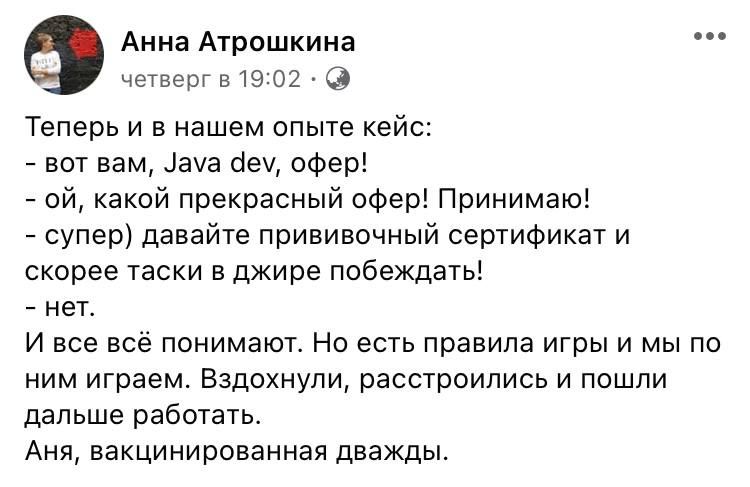 Анна Атрошкина
четверг в 19:02 ·
Теперь и в нашем опыте кейс:
- вот вам, Java dev, офер!
- ой, какой прекрасный офер! Принимаю!
- супер) давайте прививочный сертификат и
скорее таски в джире побеждать!
- нет.
И все всё понимают. Но есть правила игры и мы по
ним играем. Вздохнули, расстроились и пошли
дальше работать.
Аня, вакцинированная дважды.